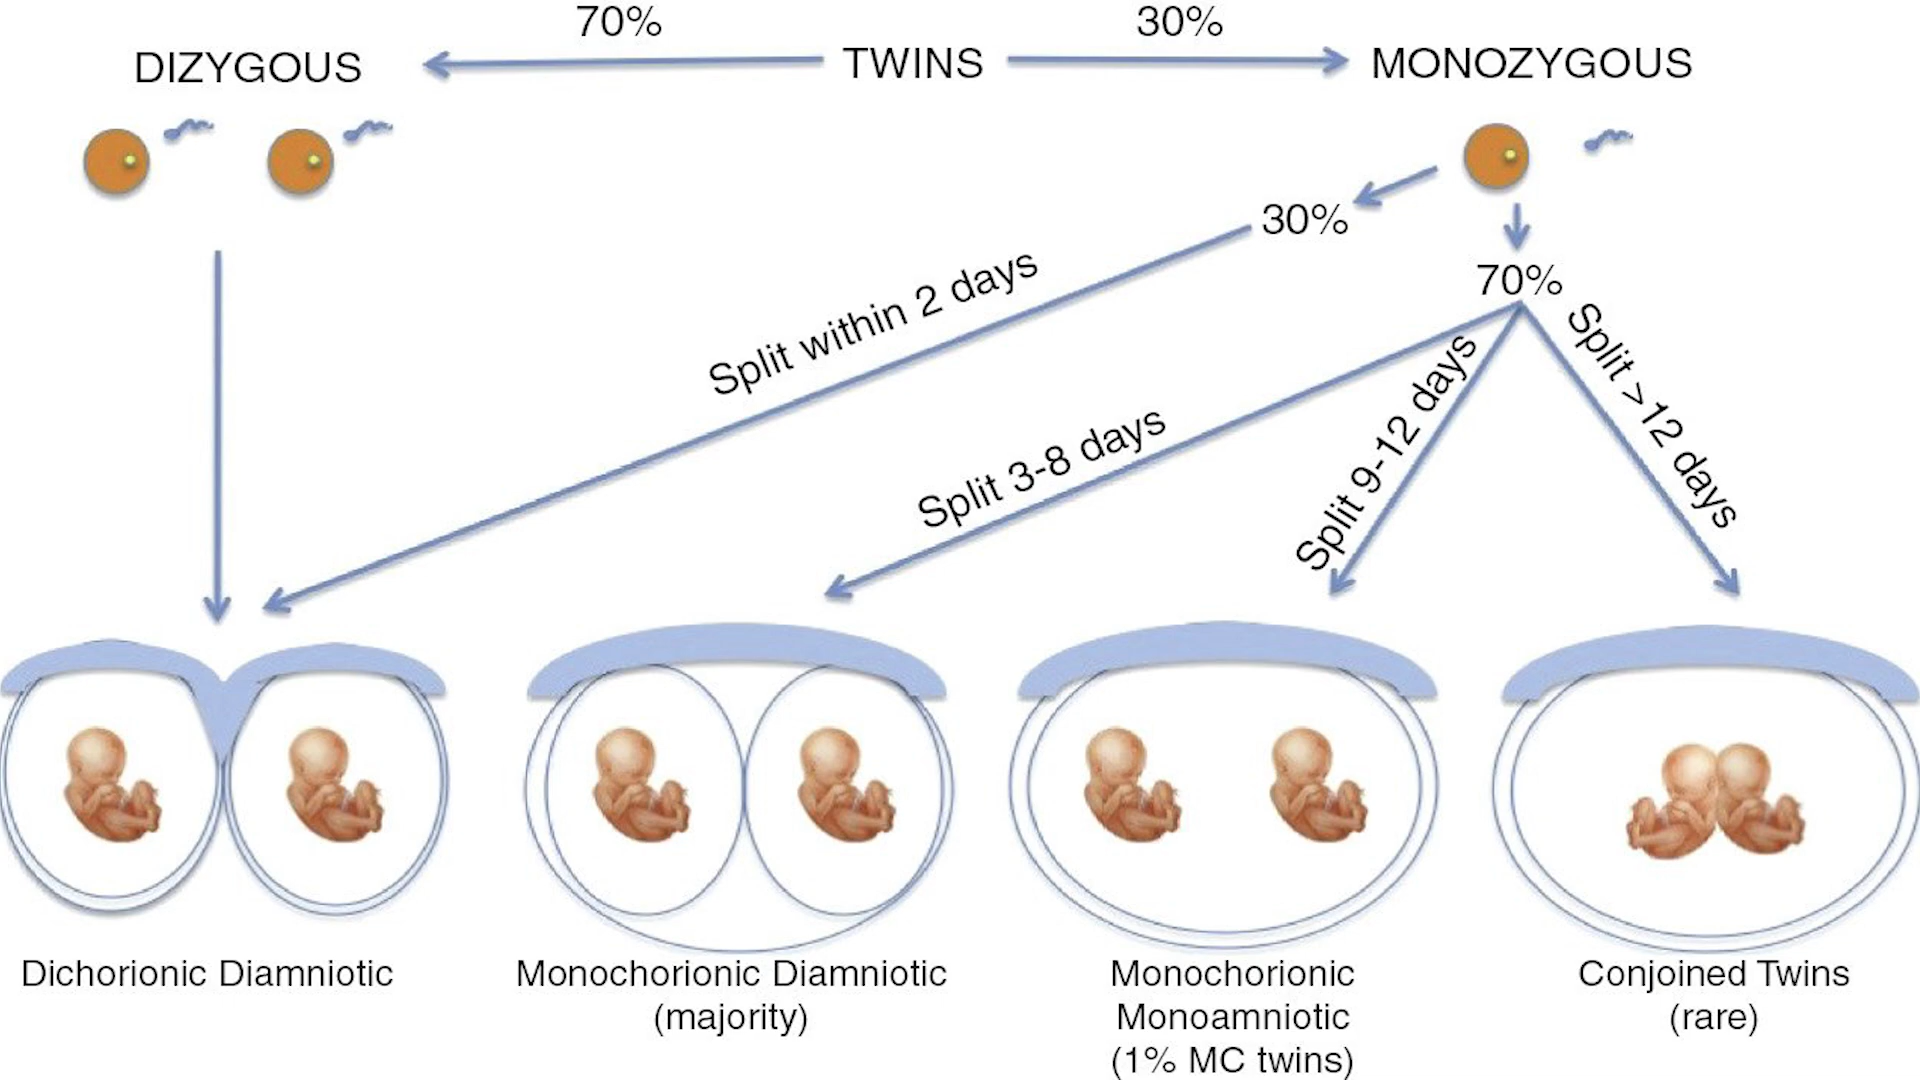 70%
30%
DIZYGOUS
TWINS
MONOZYGOUS
30%
70%
Split within 2 days
Split 3-8 days
Split 9-12 days
Split >12 days
Dichorionic Diamniotic
Monochorionic Diamniotic
(majority)
Monochorionic
Monoamniotic
(1% MC twins)
Conjoined Twins
(rare)